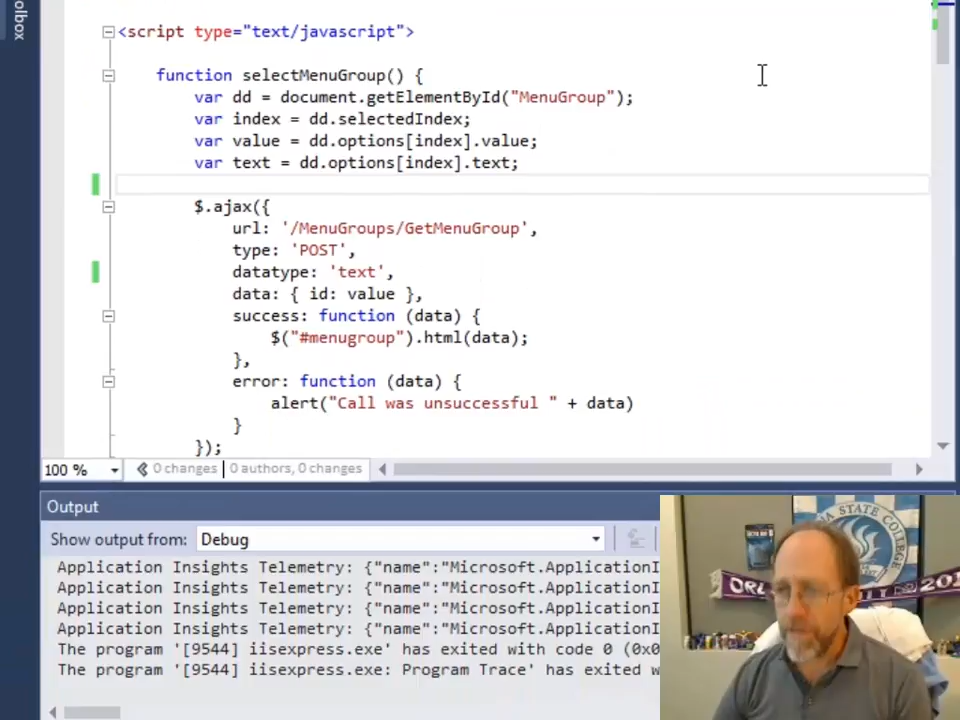 olbox
<script type="text/javascript">
function selectMenuGroup() {
var dd = document.getElementById("MenuGroup");
var index = dd.selectedIndex;
var value = dd.options[index].value;
var text = dd.options[index].text;
$.ajax({
url: '/MenuGroups/GetMenuGroup',
type: 'POST',
datatype: 'text',
data: { id: value },
success: function (data) {
$("#menugroup").html(data);
},
error: function (data) {
alert("Call was unsuccessful " + data)
}
});
100 % 0 changes | 0 authors, 0 changes
Output
Show output from: Debug
Application Insights Telemetry: {"name":"Microsoft.ApplicationI
Application Insights Telemetry: {"name":"Microsoft.ApplicationI
Application Insights Telemetry: {"name":"Microsoft.ApplicationI
Application Insights Telemetry: {"name":"Microsoft.ApplicationI
The program '[9544] iisexpress.exe' has exited with code 0 (0x0
The program '[9544] iisexpress.exe: Program Trace' has exited w
STATE COLLEGE
ORL
201